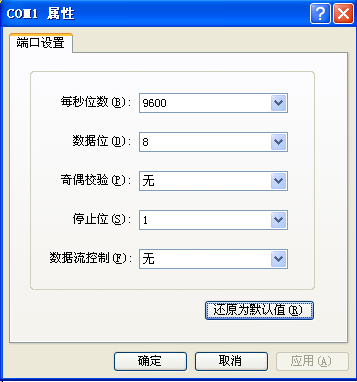 COM1 属性
端口设置
每秒位数(B): 9600
数据位(D): 8
奇偶校验(P): 无
停止位(S): 1
数据流控制(F): 无
还原为默认值(R)
确定 取消 应用(A)